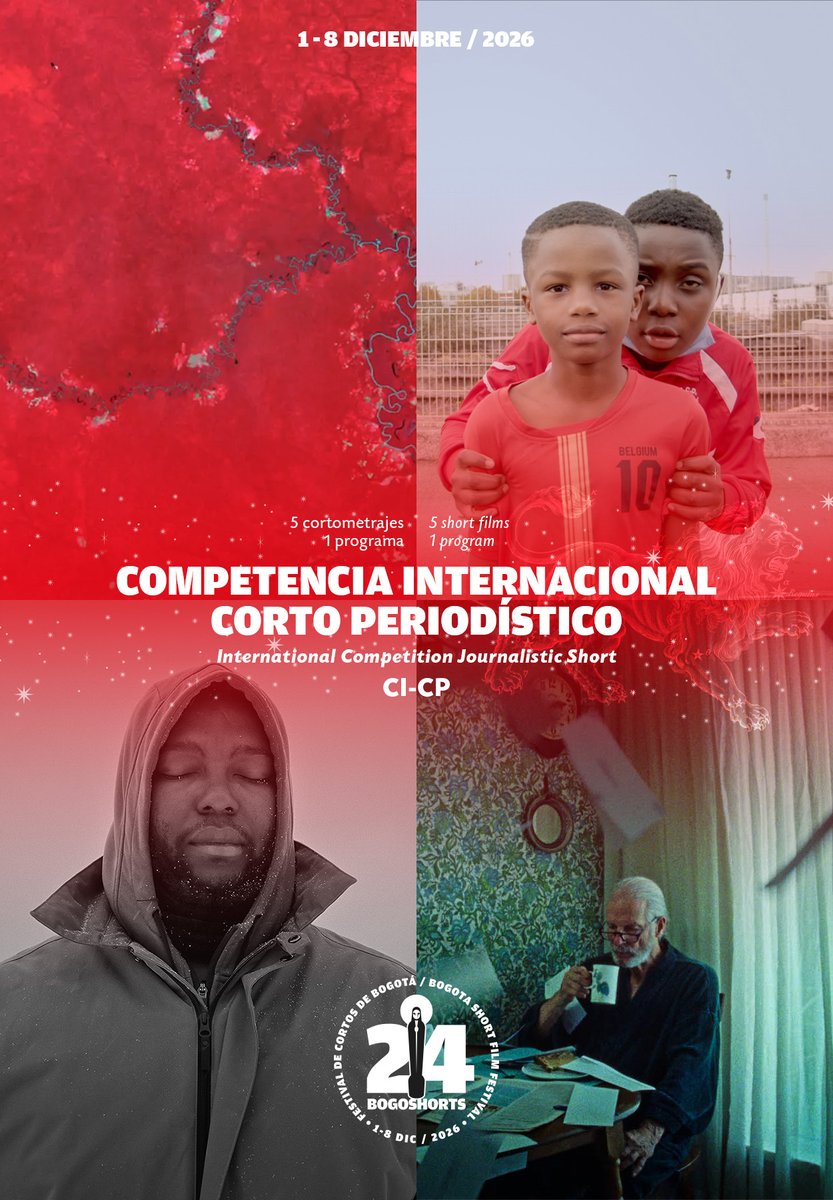 1 - 8 DICIEMBRE / 2026
BELGIUM
10
5 cortometrajes
1 programa
5 short films
1 program
COMPETENCIA INTERNACIONAL
CORTO PERIODÍSTICO
International Competition Journalistic Short
CI-CP
FESTIVAL DE CORTOS DE BOGOTÁ / BOGOTA SHORT FILM FESTIVAL
24
BOGOSHORTS
• 1-8 DIC / 2026 •